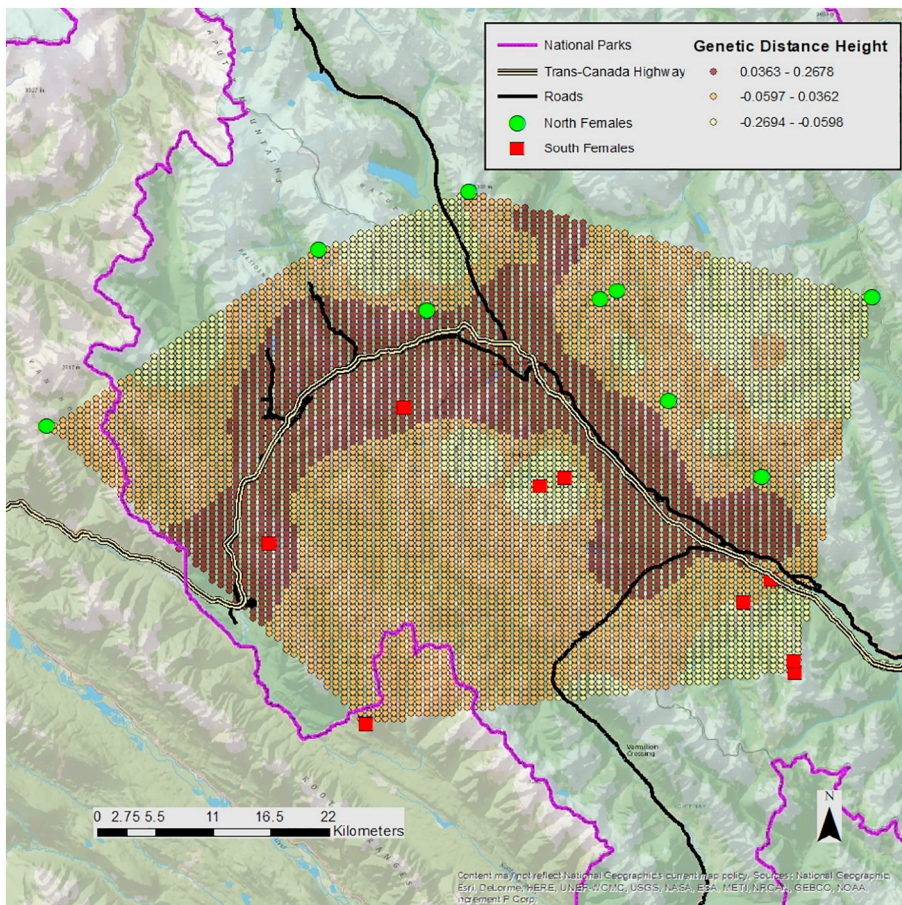 National Parks
Trans-Canada Highway
Roads
North Females
South Females
Genetic Distance Height
0.0363 - 0.2678
-0.0597 - 0.0362
-0.2694 - -0.0598
MOUNTAINS
Vermilion
Crossing
0 2.75 5.5 11 16.5 22
Kilometers
N
RANGES
Content may not reflect National Geographic's current map policy. Sources: National Geographic,
Esri, DeLorme, HERE, UNEP-WCMC, USGS, NASA, ESA, METI, NRCAN, GEBCO, NOAA,
increment P Corp.